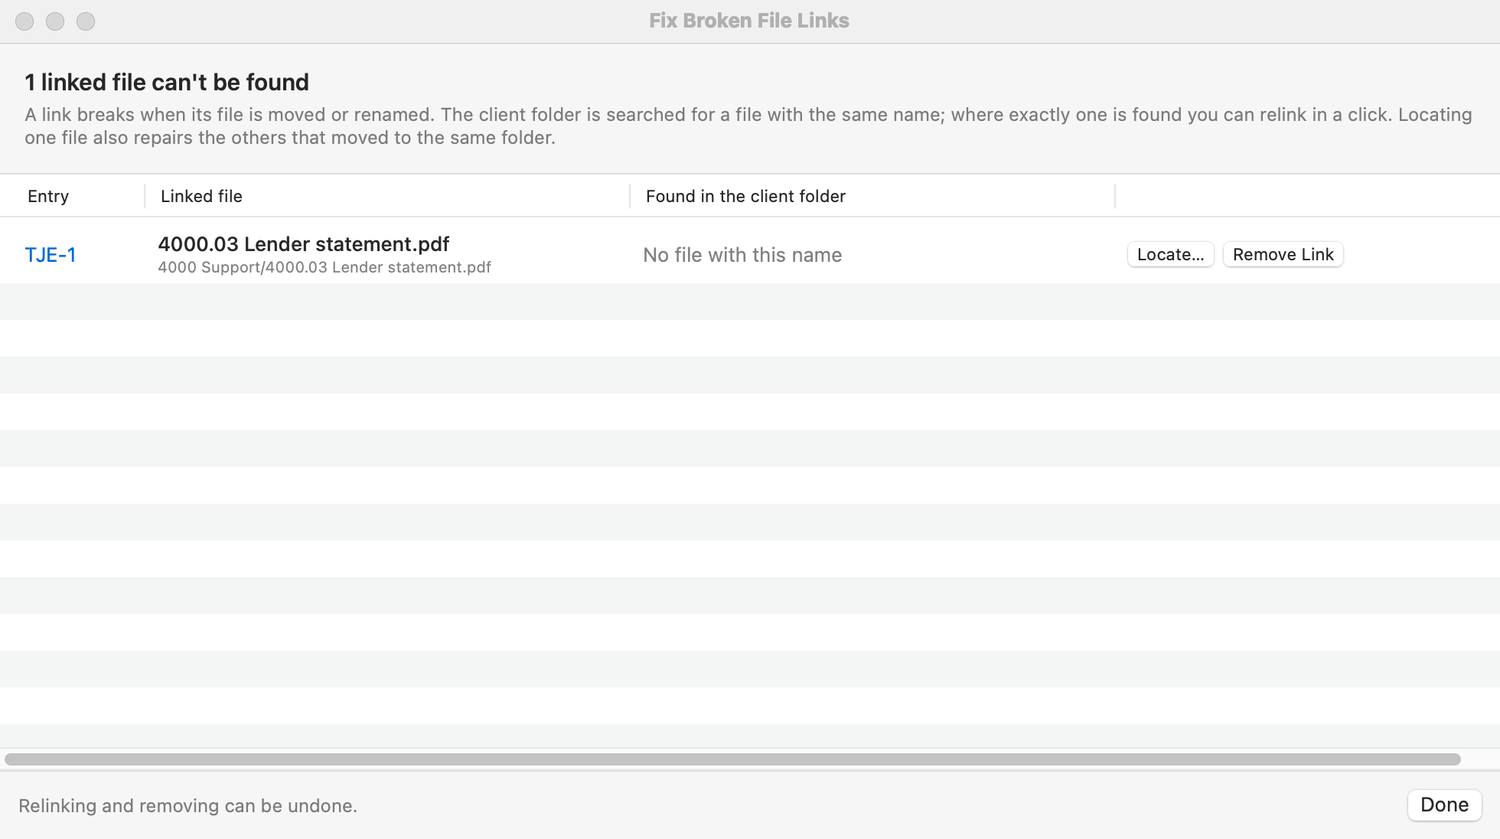 Fix Broken File Links
1 linked file can't be found
A link breaks when its file is moved or renamed. The client folder is searched for a file with the same name; where exactly one is found you can relink in a click. Locating
one file also repairs the others that moved to the same folder.
Entry
Linked file
Found in the client folder
TJE-1
4000.03 Lender statement.pdf
4000 Support/4000.03 Lender statement.pdf
No file with this name
Locate...
Remove Link
Relinking and removing can be undone.
Done